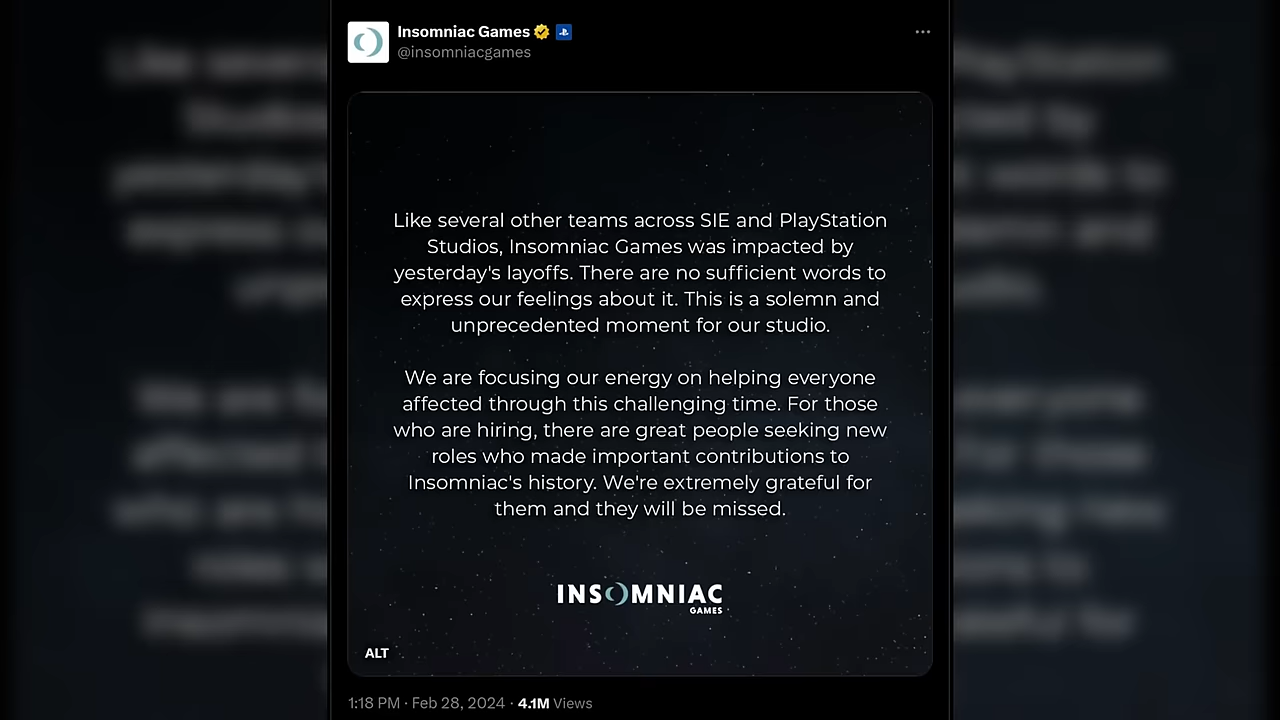 Insomniac Games
@insomniacgames
Like several other teams across SIE and PlayStation
Studios, Insomniac Games was impacted by
yesterday's layoffs. There are no sufficient words to
express our feelings about it. This is a solemn and
unprecedented moment for our studio.
We are focusing our energy on helping everyone
affected through this challenging time. For those
who are hiring, there are great people seeking new
roles who made important contributions to
Insomniac's history. We're extremely grateful for
them and they will be missed.
INSOMNIAC
GAMES
ALT
1:18 PM · Feb 28, 2024 · 4.1M Views